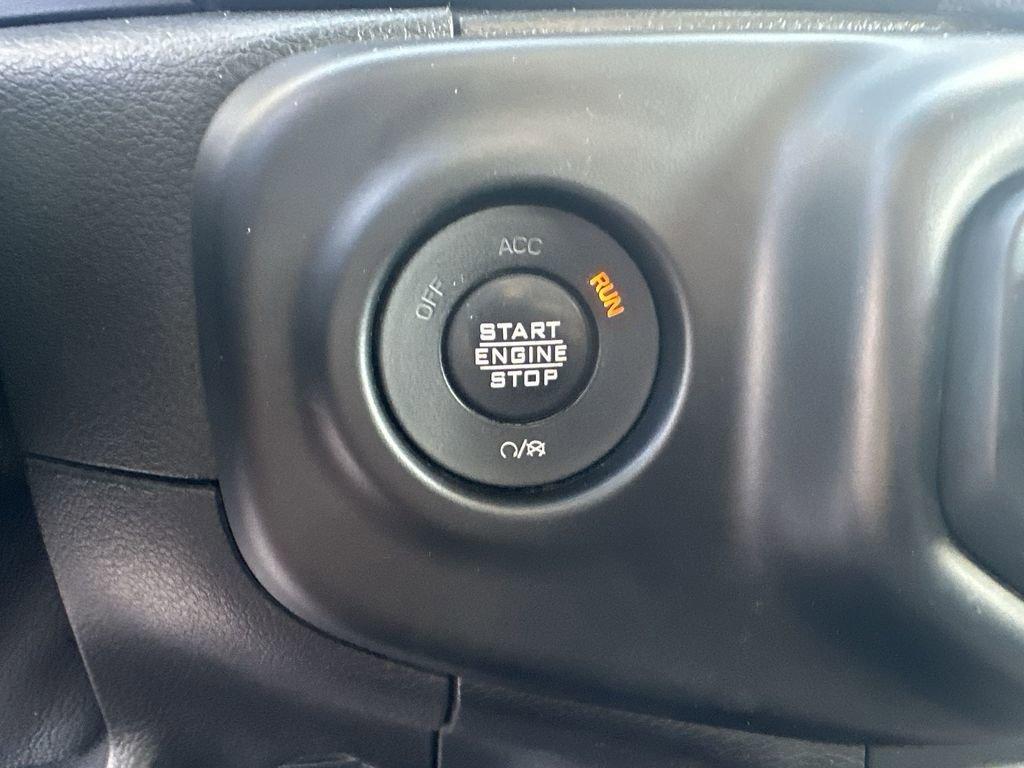 ACC
OFF
RUN
START
ENGINE
STOP